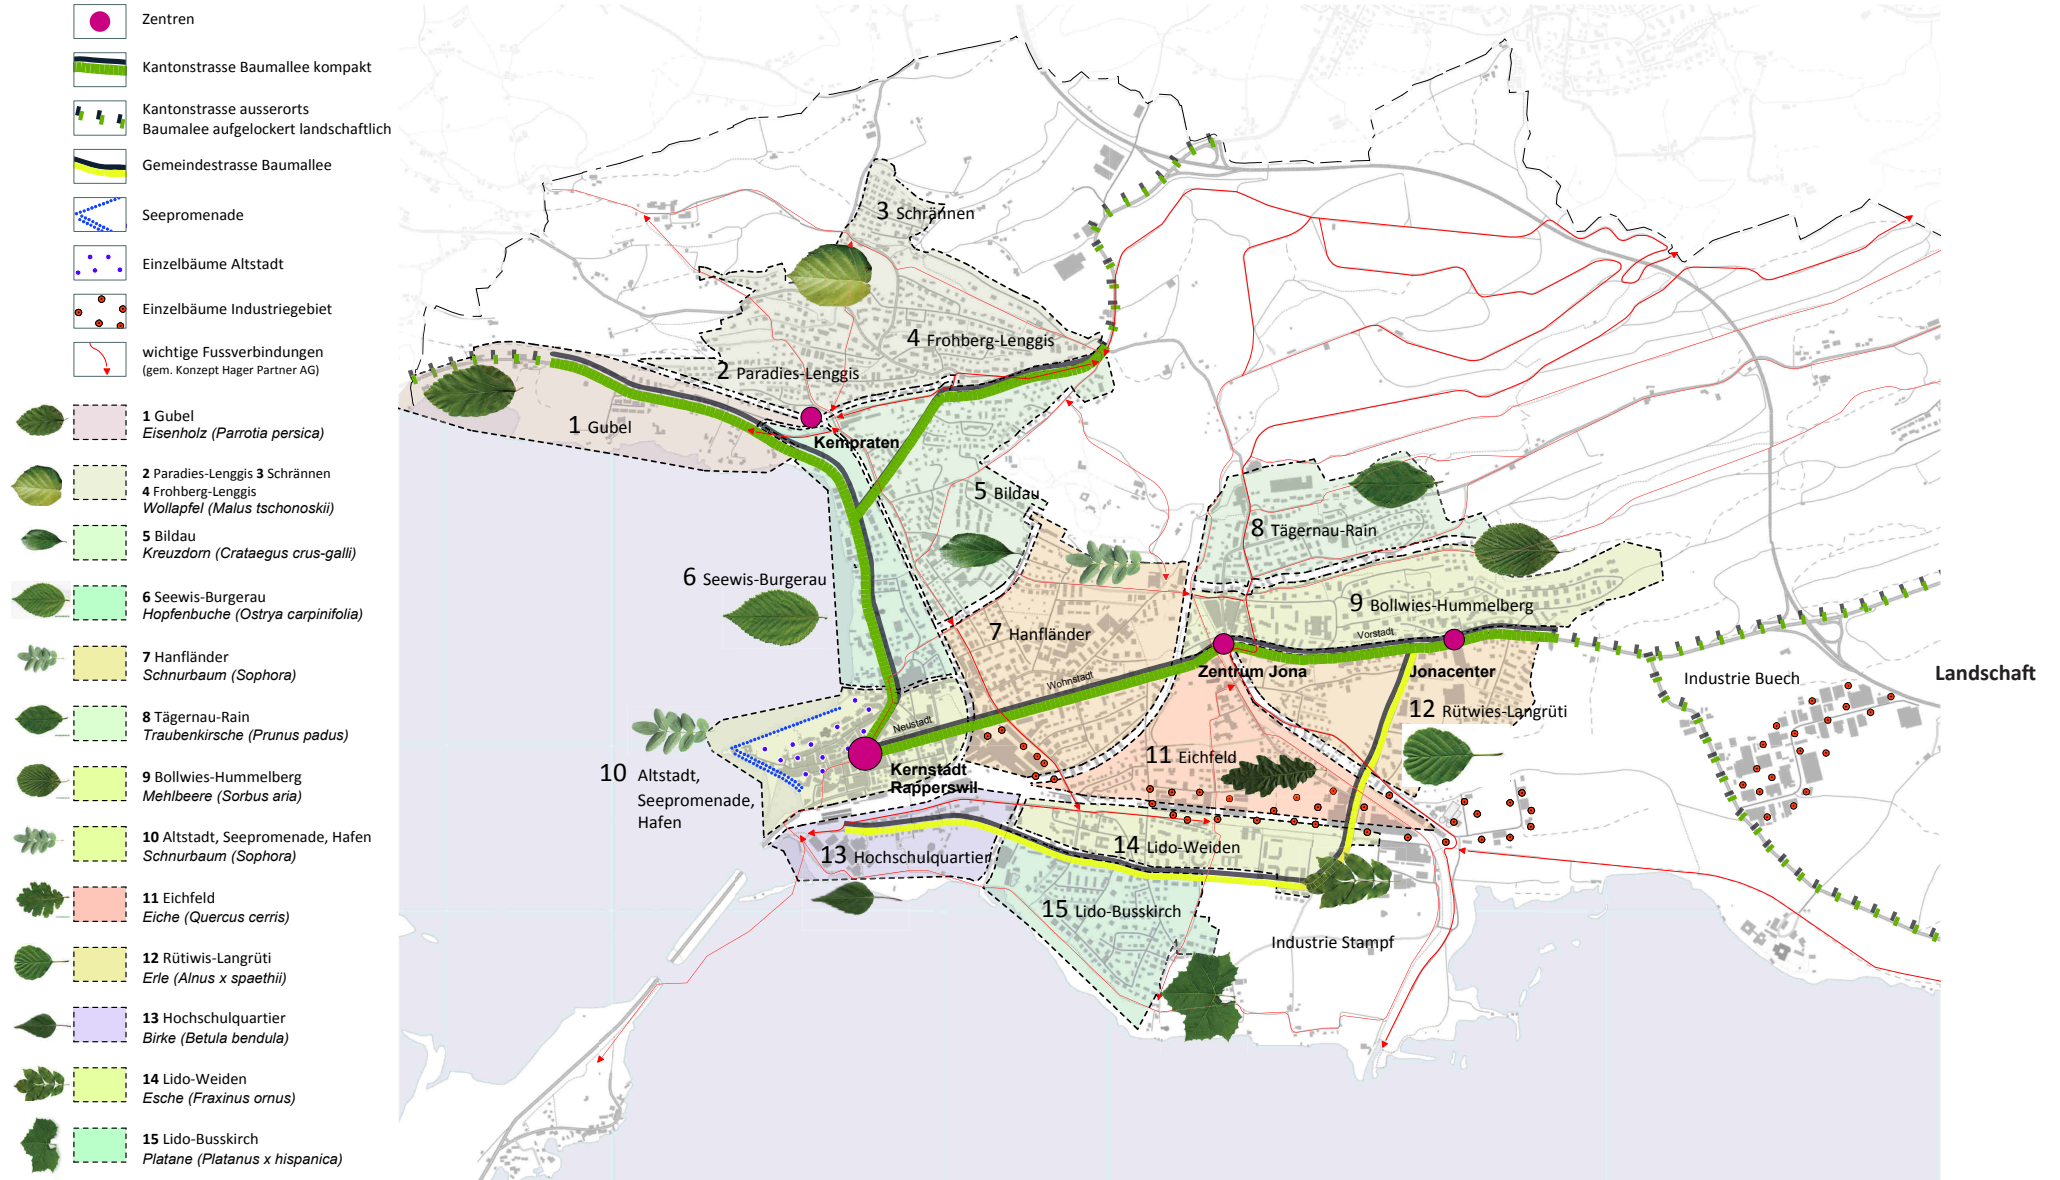 Zentren
Kantonstrasse Baumallee kompakt
Kantonstrasse ausserorts
Baumalee aufgelockert landschaftlich
Gemeindestrasse Baumallee
Seepromenade
Einzelbäume Altstadt
Einzelbäume Industriegebiet
wichtige Fussverbindungen
(gem. Konzept Hager Partner AG)
1 Gubel
Eisenholz (Parrotia persica)
2 Paradies-Lenggis 3 Schrännen
4 Frohberg-Lenggis
Wollapfel (Malus tschonoskii)
5 Bildau
Kreuzdorn (Crataegus crus-galli)
6 Seewis-Burgerau
Hopfenbuche (Ostrya carpinifolia)
7 Hanfländer
Schnurbaum (Sophora)
8 Tägernau-Rain
Traubenkirsche (Prunus padus)
9 Bollwies-Hummelberg
Mehlbeere (Sorbus aria)
10 Altstadt, Seepromenade, Hafen
Schnurbaum (Sophora)
11 Eichfeld
Eiche (Quercus cerris)
12 Rütiwis-Langrüti
Erle (Alnus x spaethii)
13 Hochschulquartier
Birke (Betula bendula)
14 Lido-Weiden
Esche (Fraxinus ornus)
15 Lido-Busskirch
Platane (Platanus x hispanica)
3 Schrännen
4 Frohberg-Lenggis
2 Paradies-Lenggis
1 Gubel
Kempraten
5 Bildau
8 Tägernau-Rain
6 Seewis-Burgerau
9 Bollwies-Hummelberg
7 Hanfländer
Vorstadt
Zentrum Jona
Jonacenter
Wohnstadt
Industrie Buech
Landschaft
12 Rütwies-Langrüti
Neustadt
11 Eichfeld
10 Altstadt,
Seepromenade,
Hafen
Kernstadt
Rapperswil
14 Lido-Weiden
13 Hochschulquartier
15 Lido-Busskirch
Industrie Stampf